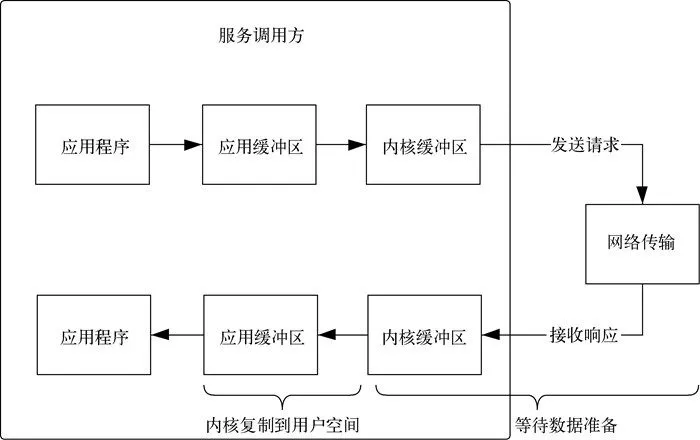 服务调用方
应用程序
应用缓冲区
内核缓冲区
发送请求
网络传输
应用程序
应用缓冲区
内核缓冲区
接收响应
内核复制到用户空间
等待数据准备